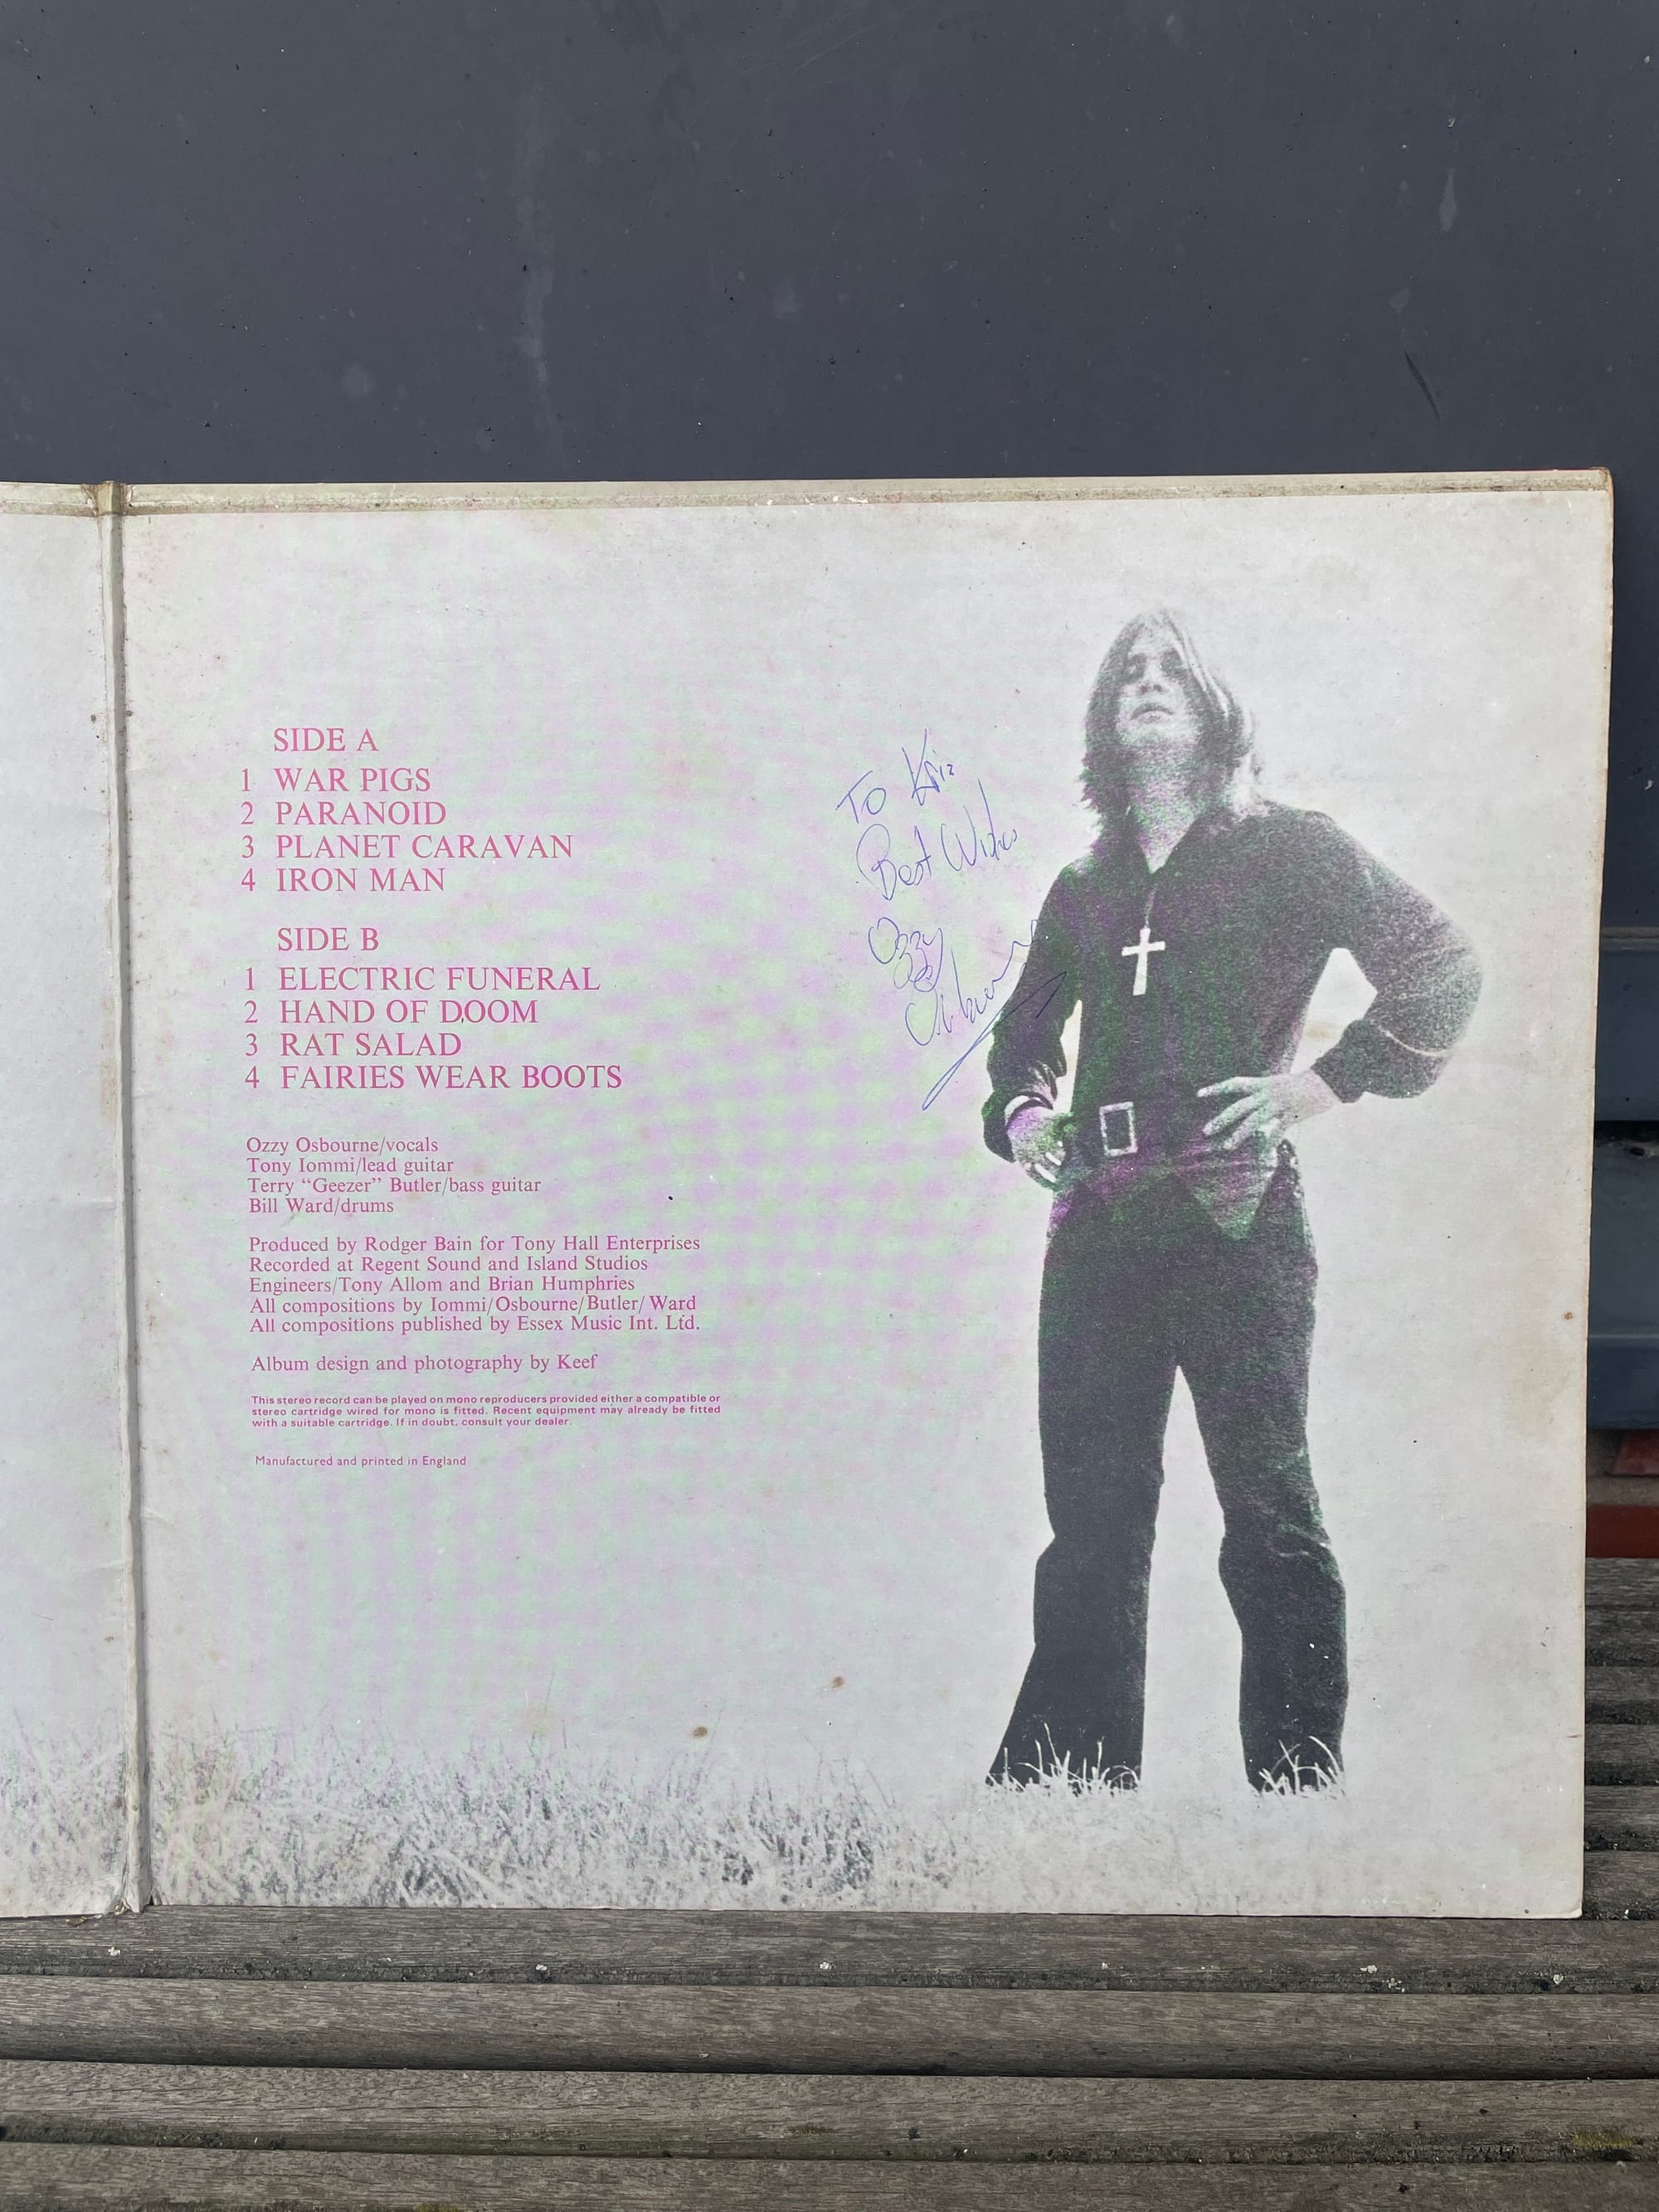 SIDE A
1 WAR PIGS
2 PARANOID
3 PLANET CARAVAN
4 IRON MAN
SIDE B
1 ELECTRIC FUNERAL
2 HAND OF DOOM
3 RAT SALAD
4 FAIRIES WEAR BOOTS
Ozzy Osbourne/vocals
Tony Iommi/lead guitar
Terry “Geezer” Butler/bass guitar
Bill Ward/drums
Produced by Rodger Bain for Tony Hall Enterprises
Recorded at Regent Sound and Island Studios
Engineers/Tony Allom and Brian Humphries
All compositions by Iommi/Osbourne/Butler/Ward
All compositions published by Essex Music Int. Ltd.
Album design and photography by Keef
This stereo record can be played on mono reproducers provided either a compatible or
stereo cartridge wired for mono is fitted. Recent equipment may already be fitted
with a suitable cartridge. If in doubt, consult your dealer.
Manufactured and printed in England
To
Best Wishes
Ozzy
Osbourne